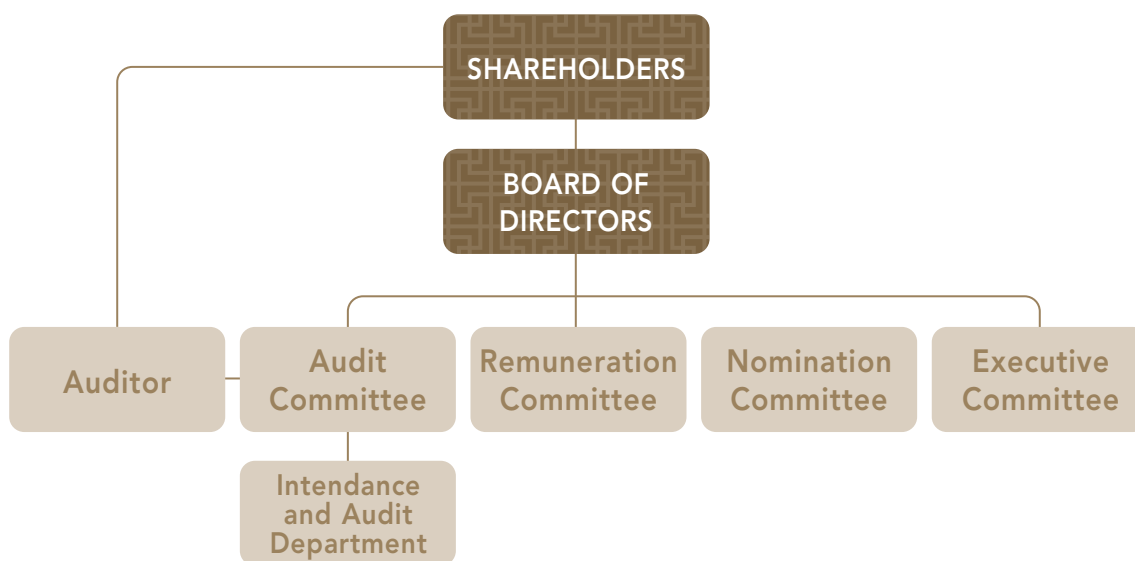 SHAREHOLDERS
BOARD OF
DIRECTORS
Auditor
Audit
Committee
Remuneration
Committee
Nomination
Committee
Executive
Committee
Intendance
and Audit
Department